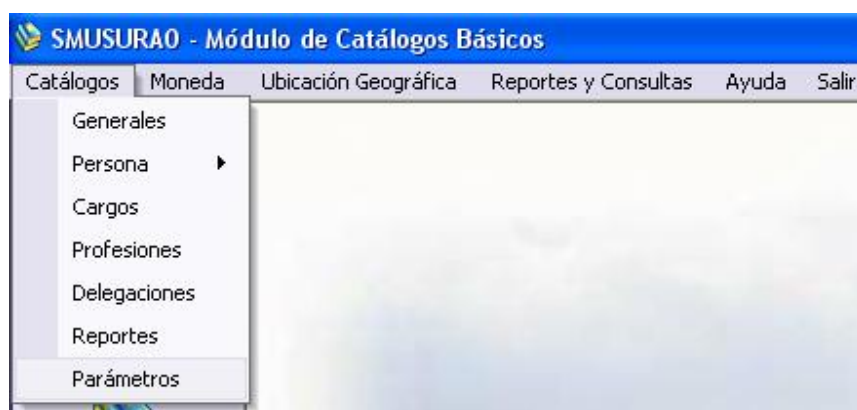 SMUSURA0 - Módulo de Catálogos Básicos
Catálogos Moneda Ubicación Geográfica Reportes y Consultas Ayuda Salir
Generales
Persona
Cargos
Profesiones
Delegaciones
Reportes
Parámetros